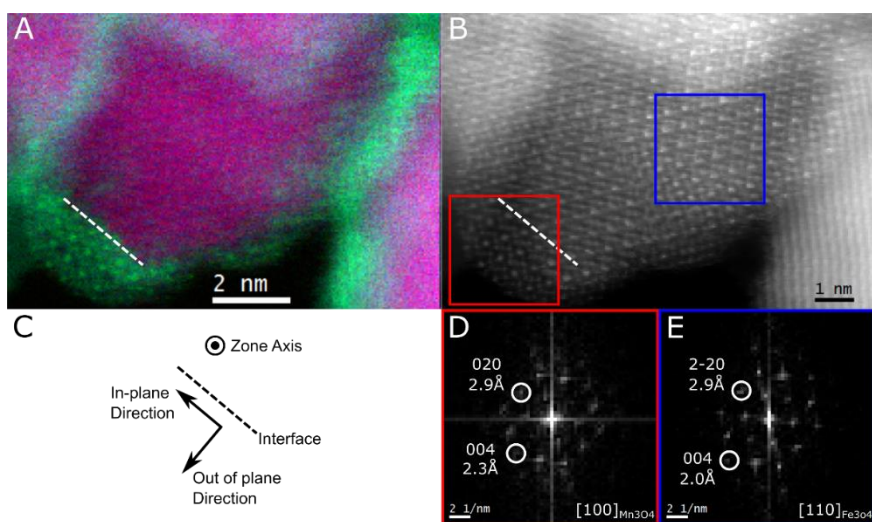 A
2 nm
B
1 nm
C
Zone Axis
In-plane
Direction
Interface
Out of plane
Direction
D
020
2.9Å
004
2.3Å
2 1/nm
[100]Mn3O4
E
2-20
2.9Å
004
2.0Å
2 1/nm
[110]Fe3o4